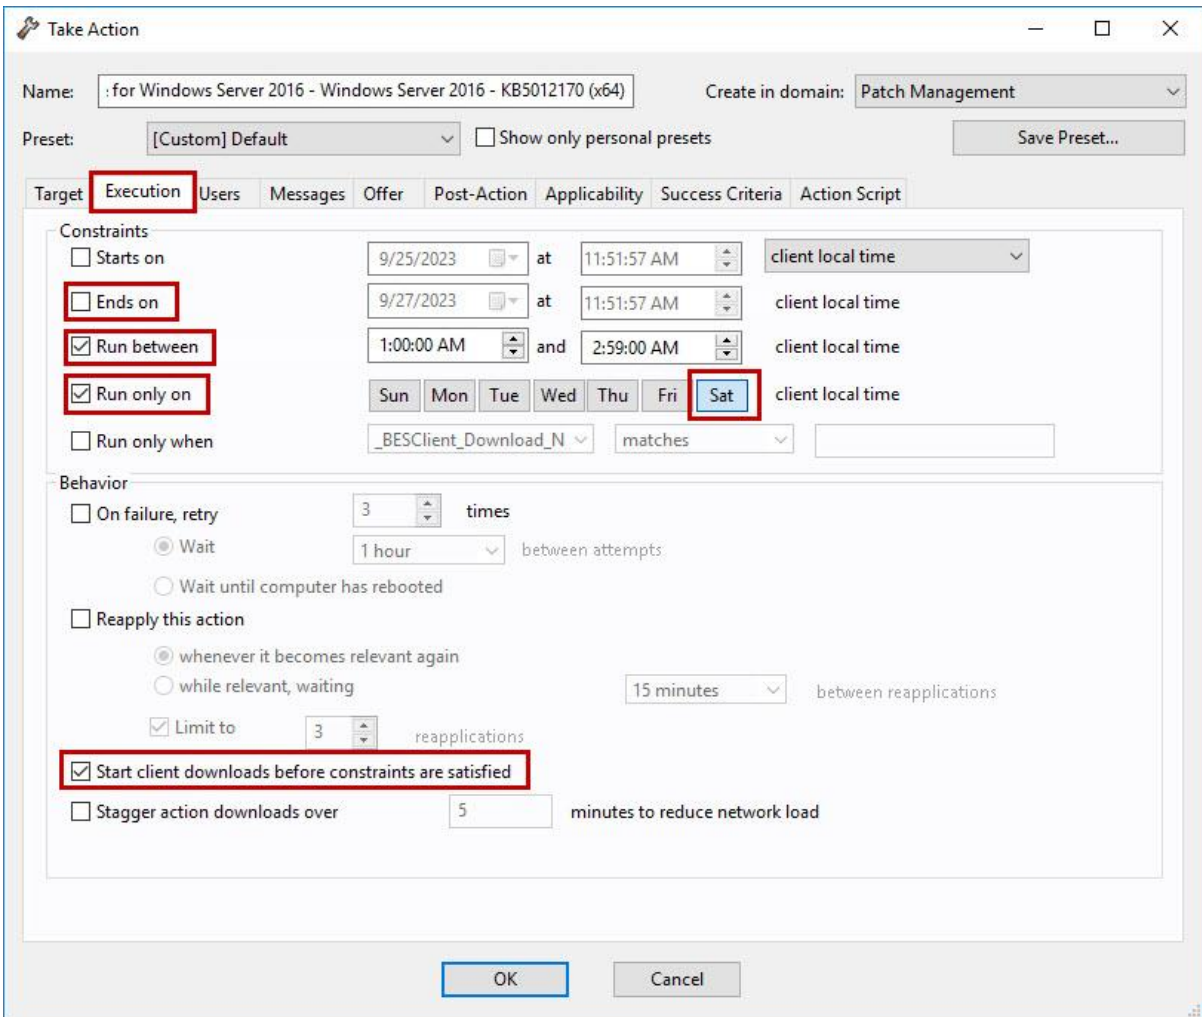 Take Action
Name: : for Windows Server 2016 - Windows Server 2016 - KB5012170 (x64) Create in domain: Patch Management
Preset: [Custom] Default Show only personal presets Save Preset...
Target Execution Users Messages Offer Post-Action Applicability Success Criteria Action Script
Constraints
Starts on 9/25/2023 at 11:51:57 AM client local time
Ends on 9/27/2023 at 11:51:57 AM client local time
Run between 1:00:00 AM and 2:59:00 AM client local time
Run only on Sun Mon Tue Wed Thu Fri Sat client local time
Run only when _BESClient_Download_N matches
Behavior
On failure, retry 3 times
Wait 1 hour between attempts
Wait until computer has rebooted
Reapply this action
whenever it becomes relevant again
while relevant, waiting 15 minutes between reapplications
Limit to 3 reapplications
Start client downloads before constraints are satisfied
Stagger action downloads over 5 minutes to reduce network load
OK Cancel